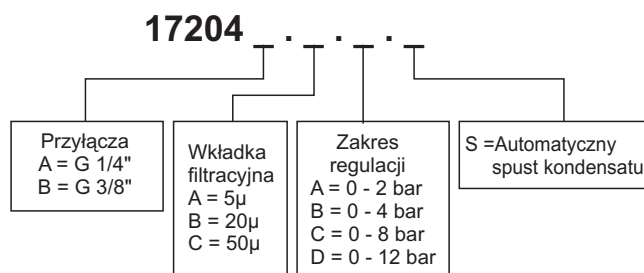 17204 _ . _ . _ . _
Przyłącza
A = G 1/4"
B = G 3/8"
Wkładka
filtracyjna
A = 5µ
B = 20µ
C = 50µ
Zakres
regulacji
A = 0 - 2 bar
B = 0 - 4 bar
C = 0 - 8 bar
D = 0 - 12 bar
S =Automatyczny
spust kondensatu